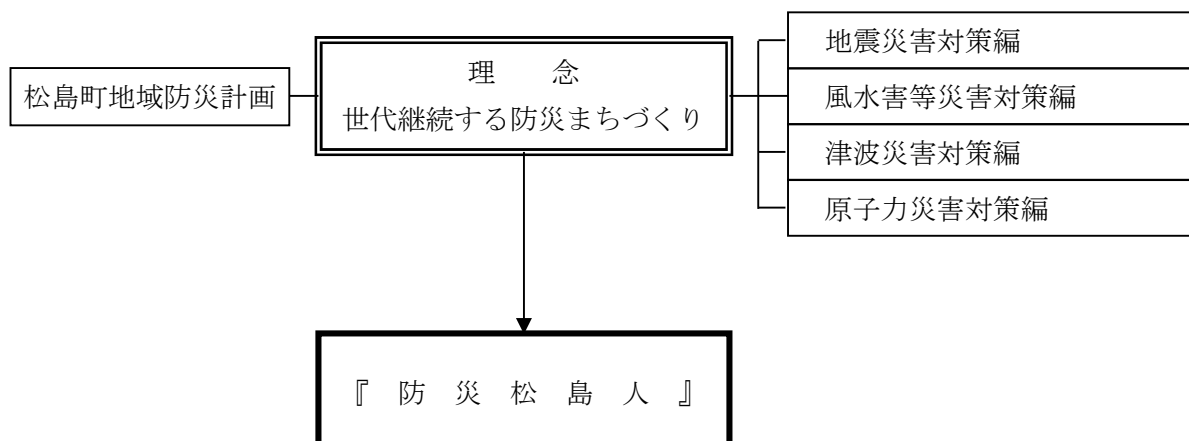 松島町地域防災計画
理　　念
世代継続する防災まちづくり
地震災害対策編
風水害等災害対策編
津波災害対策編
原子力災害対策編
『　防　災　松　島　人　』